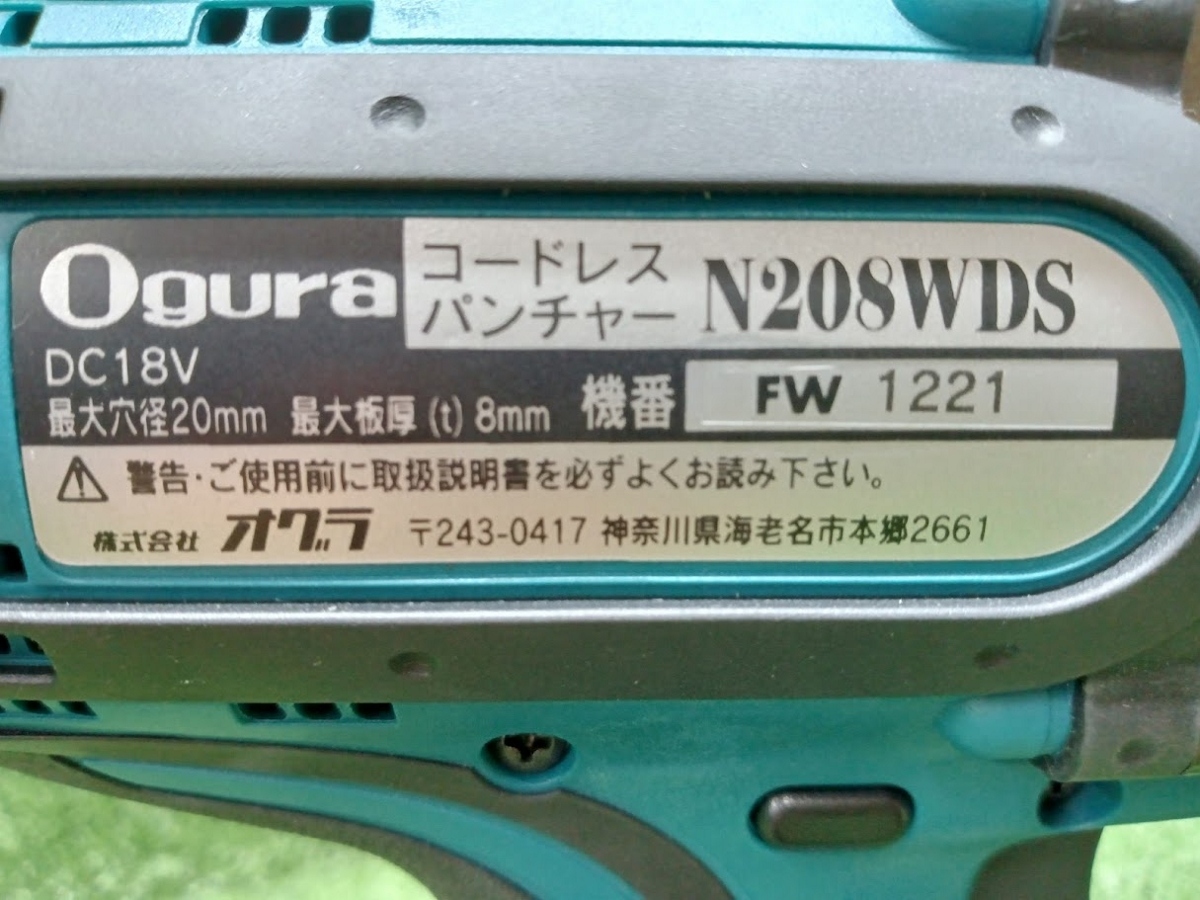 Ogura コードレス パンチャー N208WDS
DC18V
最大穴径20mm 最大板厚 (t) 8mm 機番 FW 1221
警告・ご使用前に取扱説明書を必ずよくお読み下さい。
株式会社 オグラ 〒243-0417 神奈川県海老名市本郷2661